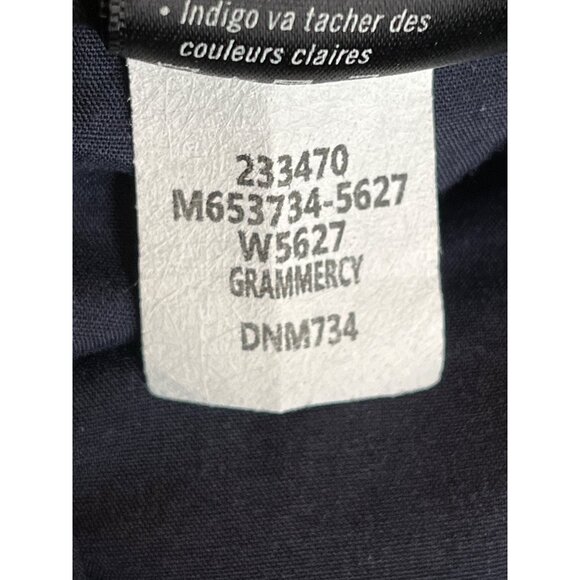 • Indigo va tacher des
couleurs claires
233470
M653734-5627
W5627
GRAMMERCY
DNM734